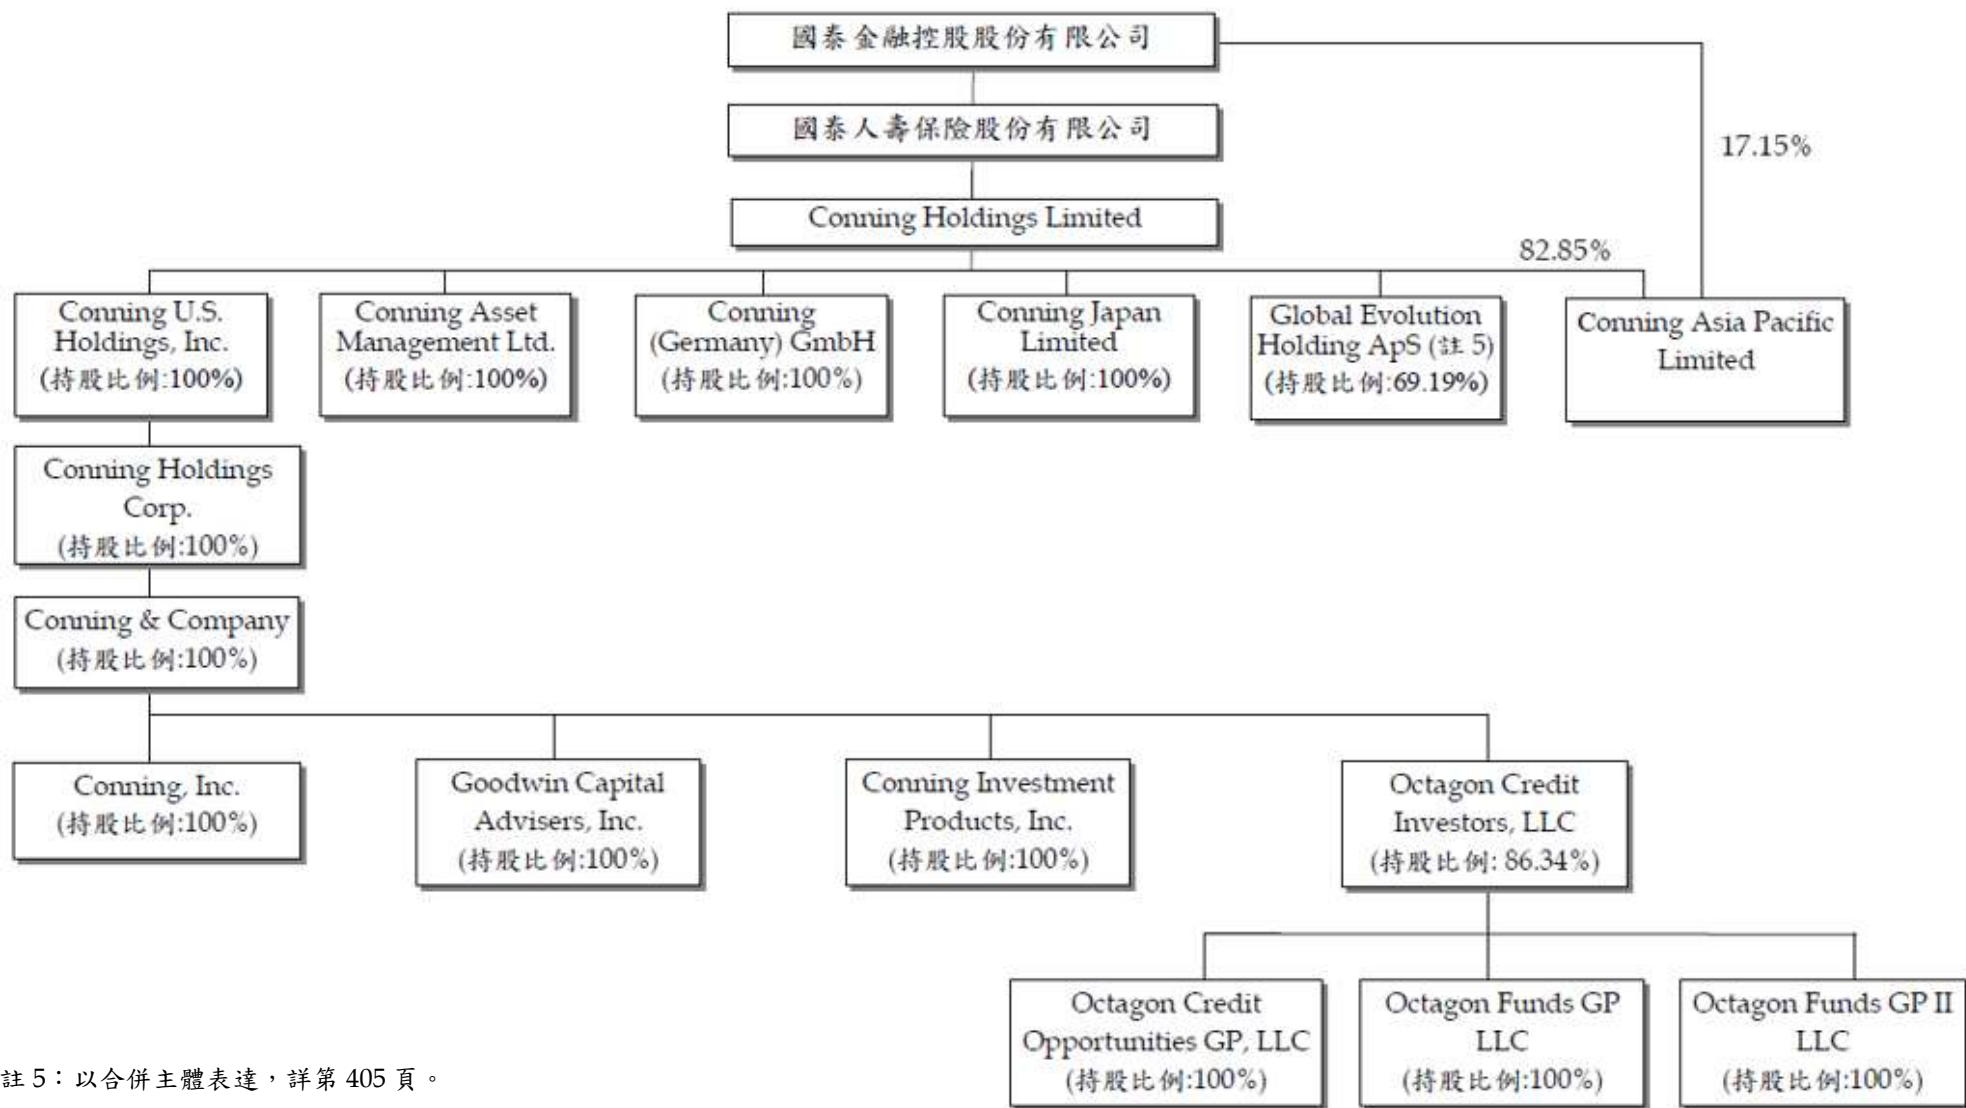 國泰金融控股股份有限公司
國泰人壽保險股份有限公司
17.15%
Conning Holdings Limited
82.85%
Conning U.S.
Holdings, Inc.
(持股比例:100%)
Conning Asset
Management Ltd.
(持股比例:100%)
Conning
(Germany) GmbH
(持股比例:100%)
Conning Japan
Limited
(持股比例:100%)
Global Evolution
Holding ApS (註 5)
(持股比例:69.19%)
Conning Asia Pacific
Limited
Conning Holdings
Corp.
(持股比例:100%)
Conning & Company
(持股比例:100%)
Conning, Inc.
(持股比例:100%)
Goodwin Capital
Advisers, Inc.
(持股比例:100%)
Conning Investment
Products, Inc.
(持股比例:100%)
Octagon Credit
Investors, LLC
(持股比例: 86.34%)
Octagon Credit
Opportunities GP, LLC
(持股比例:100%)
Octagon Funds GP
LLC
(持股比例:100%)
Octagon Funds GP II
LLC
(持股比例:100%)
註 5：以合併主體表達，詳第 405 頁。